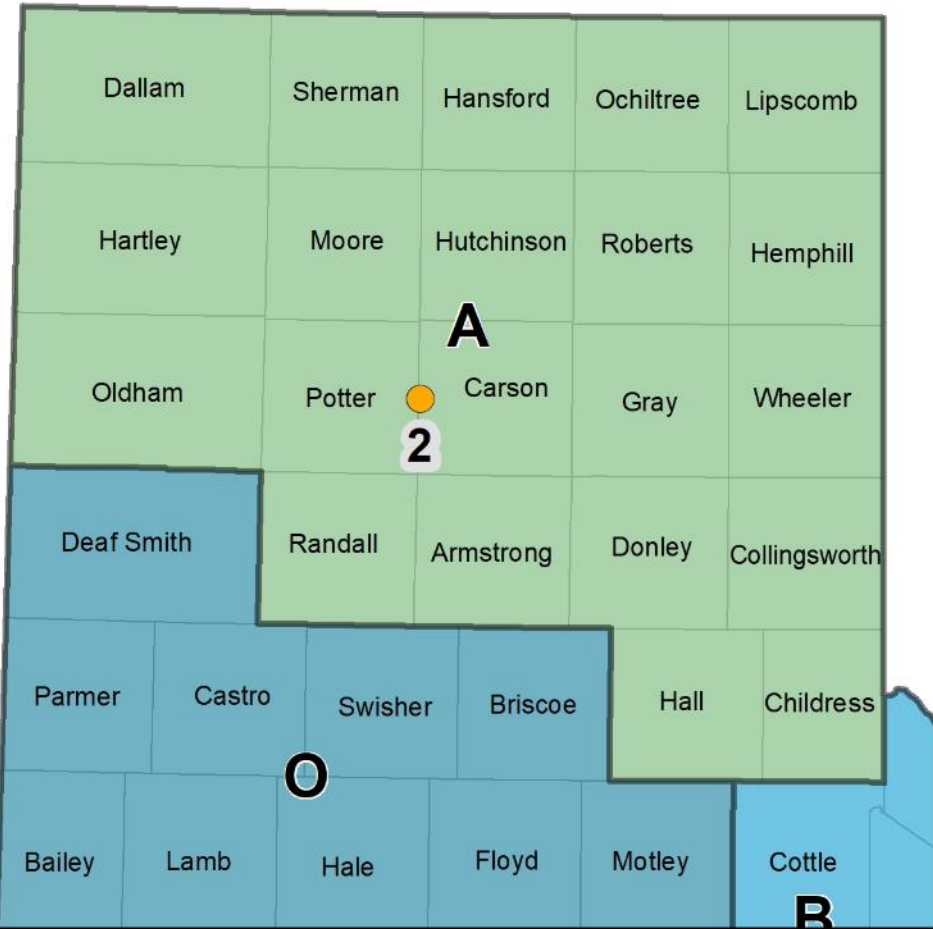 Dallam
Sherman
Hansford
Ochiltree
Lipscomb
Hartley
Moore
Hutchinson
Roberts
Hemphill
A
Oldham
Potter
Carson
Gray
Wheeler
2
Deaf Smith
Randall
Armstrong
Donley
Collingsworth
Parmer
Castro
Swisher
Briscoe
Hall
Childress
O
Bailey
Lamb
Hale
Floyd
Motley
Cottle
B